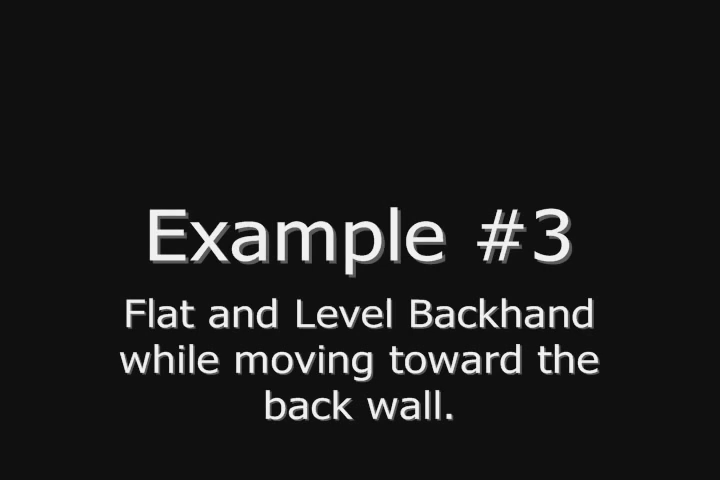 Example #3
Flat and Level Backhand
while moving toward the
back wall.